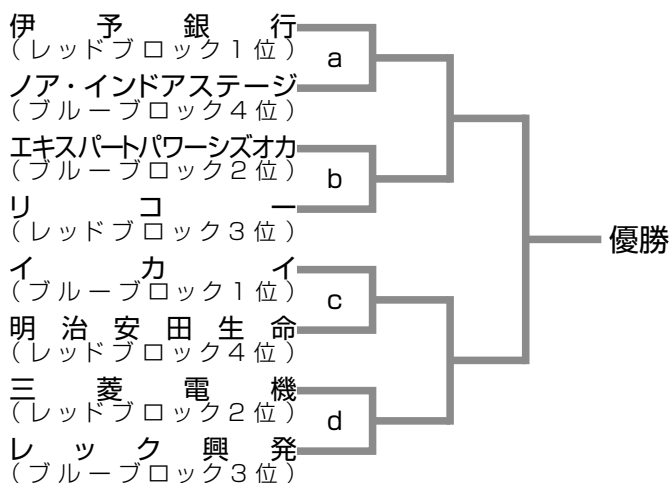 伊予銀行
(レッドブロック1位)
a
ノア・インドアステージ
(ブルーブロック4位)
エキスパートパワーシズオカ
(ブルーブロック2位)
b
リコー
(レッドブロック3位)
優勝
イカイ
(ブルーブロック1位)
c
明治安田生命
(レッドブロック4位)
三菱電機
(レッドブロック2位)
d
レック興発
(ブルーブロック3位)